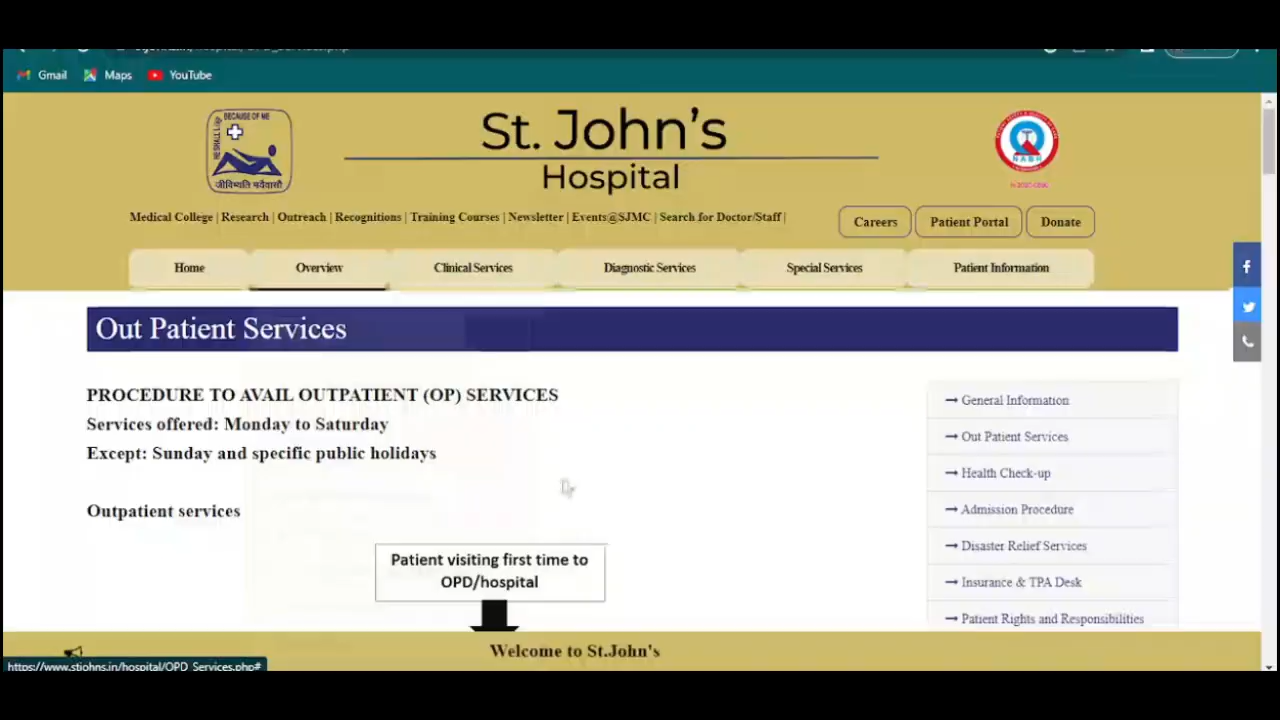 Gmail
Maps
YouTube
BECAUSE OF ME
St. John's
Hospital
NABH
Medical College | Research | Outreach | Recognitions | Training Courses | Newsletter | Events@SJMC | Search for Doctor/Staff |
Careers
Patient Portal
Donate
Home
Overview
Clinical Services
Diagnostic Services
Special Services
Patient Information
Out Patient Services
PROCEDURE TO AVAIL OUTPATIENT (OP) SERVICES
Services offered: Monday to Saturday
Except: Sunday and specific public holidays
Outpatient services
Patient visiting first time to
OPD/hospital
→ General Information
→ Out Patient Services
→ Health Check-up
→ Admission Procedure
→ Disaster Relief Services
→ Insurance & TPA Desk
→ Patient Rights and Responsibilities
Welcome to St.John's
https://www.stjohns.in/hospital/OPD_Services.php#